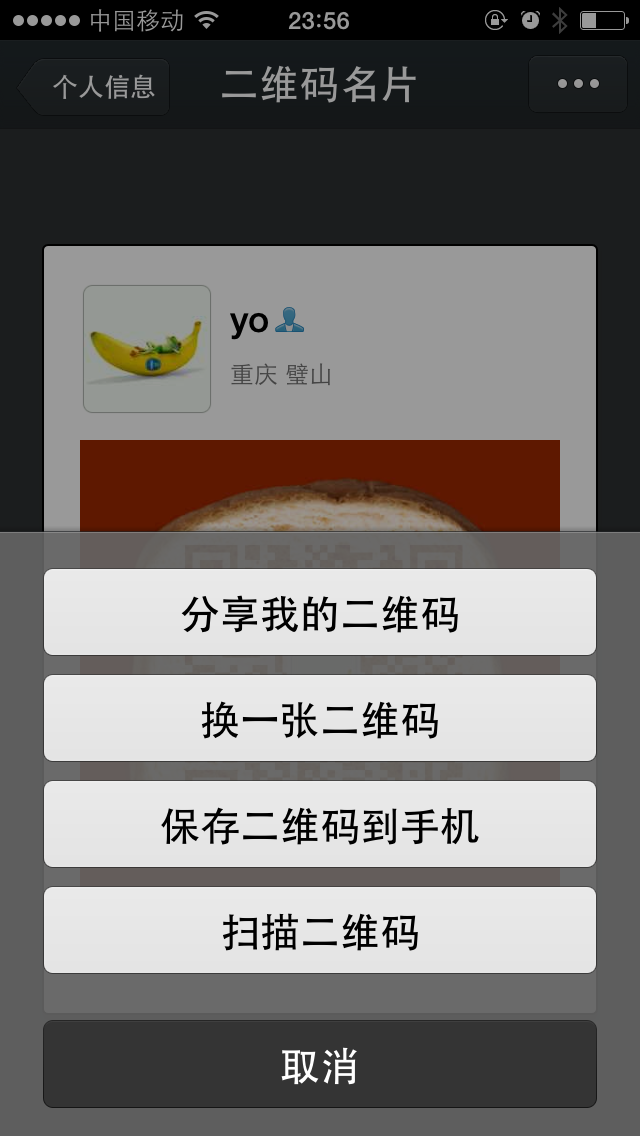 中国移动 23:56
个人信息 二维码名片
yo
重庆 璧山
分享我的二维码
换一张二维码
保存二维码到手机
扫描二维码
取消